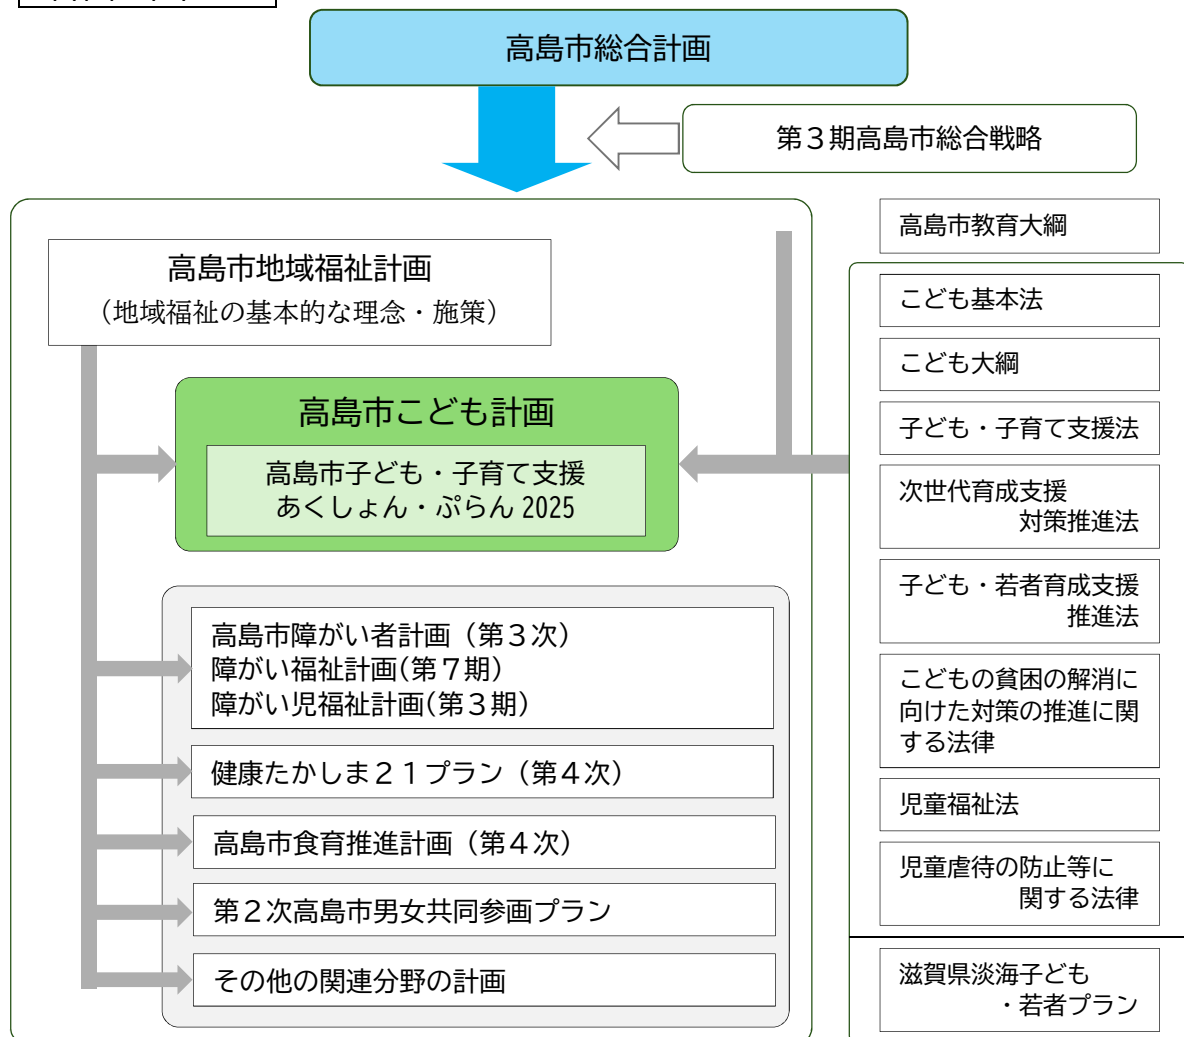 高島市総合計画
第３期高島市総合戦略
高島市地域福祉計画
（地域福祉の基本的な理念・施策）
高島市こども計画
高島市子ども・子育て支援
あくしょん・ぷらん 2025
高島市障がい者計画（第３次）
障がい福祉計画(第７期)
障がい児福祉計画(第３期)
健康たかしま２１プラン（第４次）
高島市食育推進計画（第４次）
第２次高島市男女共同参画プラン
その他の関連分野の計画
高島市教育大綱
こども基本法
こども大綱
子ども・子育て支援法
次世代育成支援
対策推進法
子ども・若者育成支援
推進法
こどもの貧困の解消に
向けた対策の推進に関
する法律
児童福祉法
児童虐待の防止等に
関する法律
滋賀県淡海子ども
・若者プラン